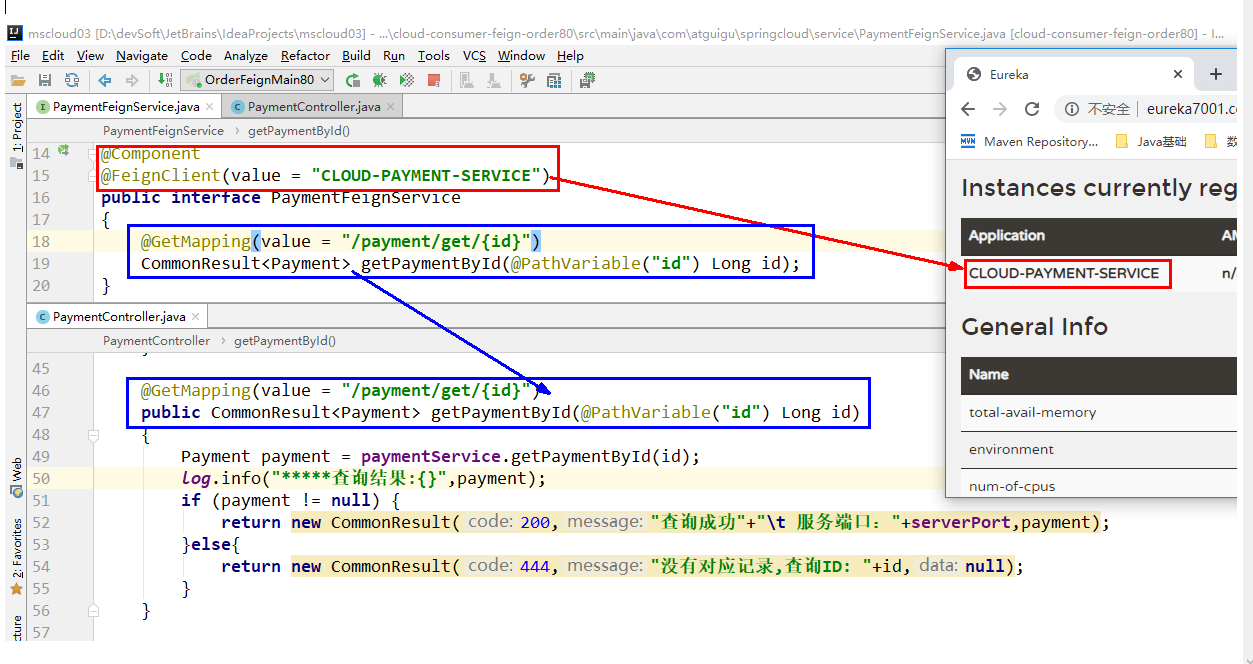 mscloud03 [D:\devSoft\JetBrains\IdeaProjects\mscloud03] - ...\cloud-consumer-feign-order80\src\main\java\com\atguigu\springcloud\service\PaymentFeignService.java [cloud-consumer-feign-order80] - I...
File Edit View Navigate Code Analyze Refactor Build Run Tools VCS Window Help
OrderFeignMain80
PaymentFeignService.java PaymentController.java
PaymentFeignService › getPaymentById()
1: Project
14 @Component
15 @FeignClient(value = "CLOUD-PAYMENT-SERVICE")
16 public interface PaymentFeignService
17 {
18 @GetMapping(value = "/payment/get/{id}")
19 CommonResult<Payment> getPaymentById(@PathVariable("id") Long id);
20 }
PaymentController.java
PaymentController › getPaymentById()
45
46 @GetMapping(value = "/payment/get/{id}")
47 public CommonResult<Payment> getPaymentById(@PathVariable("id") Long id)
48 {
49 Payment payment = paymentService.getPaymentById(id);
50 log.info("*****查询结果:{}",payment);
51 if (payment != null) {
52 return new CommonResult( code: 200, message: "查询成功"+"\t 服务端口: "+serverPort,payment);
53 }else{
54 return new CommonResult( code: 444, message: "没有对应记录,查询ID: "+id, data: null);
55 }
56 }
57
Web
2: Favorites
cture
Eureka
不安全 | eureka7001.c
Maven Repository... Java基础 数
Instances currently reg
Application AM
CLOUD-PAYMENT-SERVICE n/
General Info
Name
total-avail-memory
environment
num-of-cpus